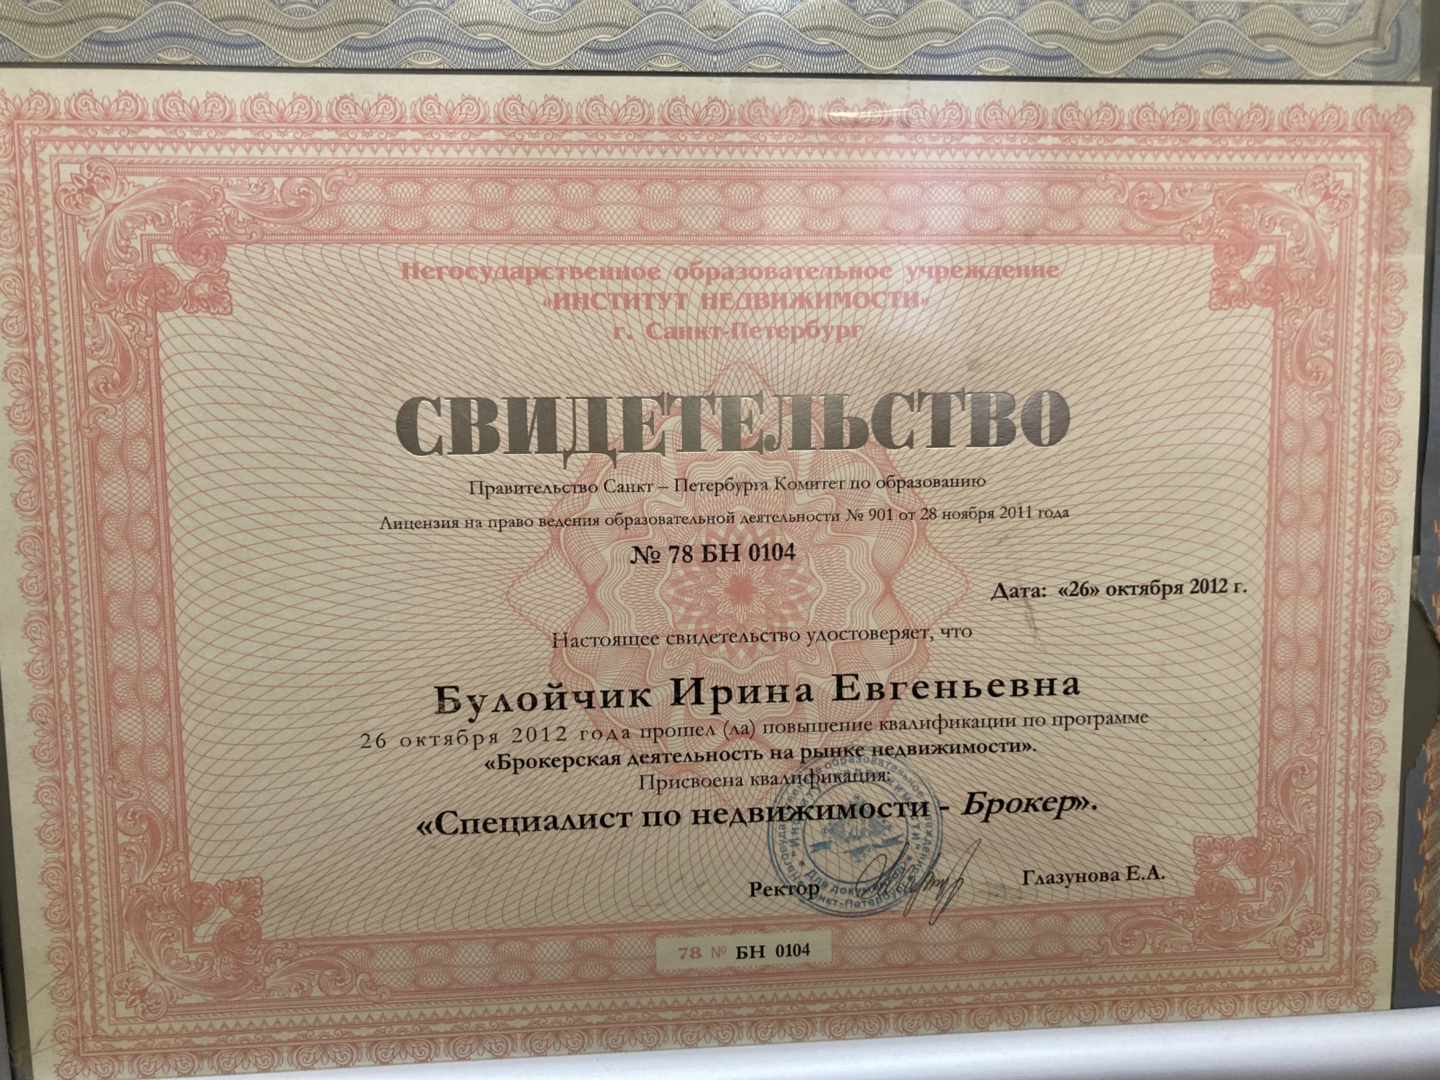 Негосударственное образовательное учреждение
«ИНСТИТУТ НЕДВИЖИМОСТИ»
г. Санкт-Петербург
СВИДЕТЕЛЬСТВО
Правительство Санкт – Петербурга Комитет по образованию
Лицензия на право ведения образовательной деятельности № 901 от 28 ноября 2011 года
№ 78 БН 0104
Дата: «26» октября 2012 г.
Настоящее свидетельство удостоверяет, что
Булойчик Ирина Евгеньевна
26 октября 2012 года прошел (ла) повышение квалификации по программе
«Брокерская деятельность на рынке недвижимости».
Присвоена квалификация:
«Специалист по недвижимости - Брокер».
Ректор
Глазунова Е.А.
Для документов
78 № БН 0104